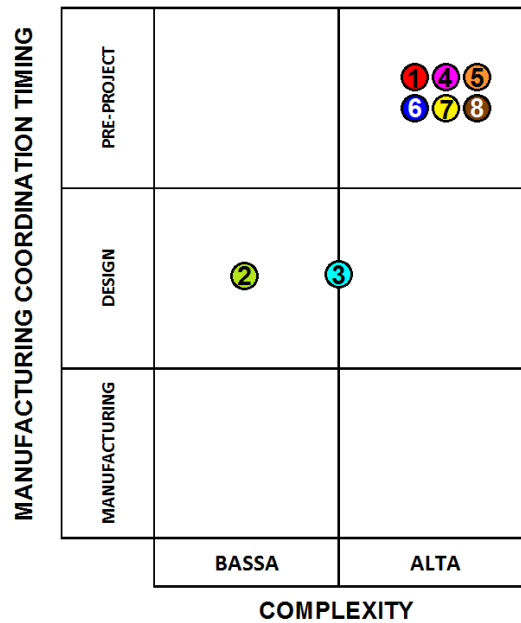 MANUFACTURING COORDINATION TIMING
PRE-PROJECT
1 4 5
6 7 8
DESIGN
2 3
MANUFACTURING
BASSA ALTA
COMPLEXITY